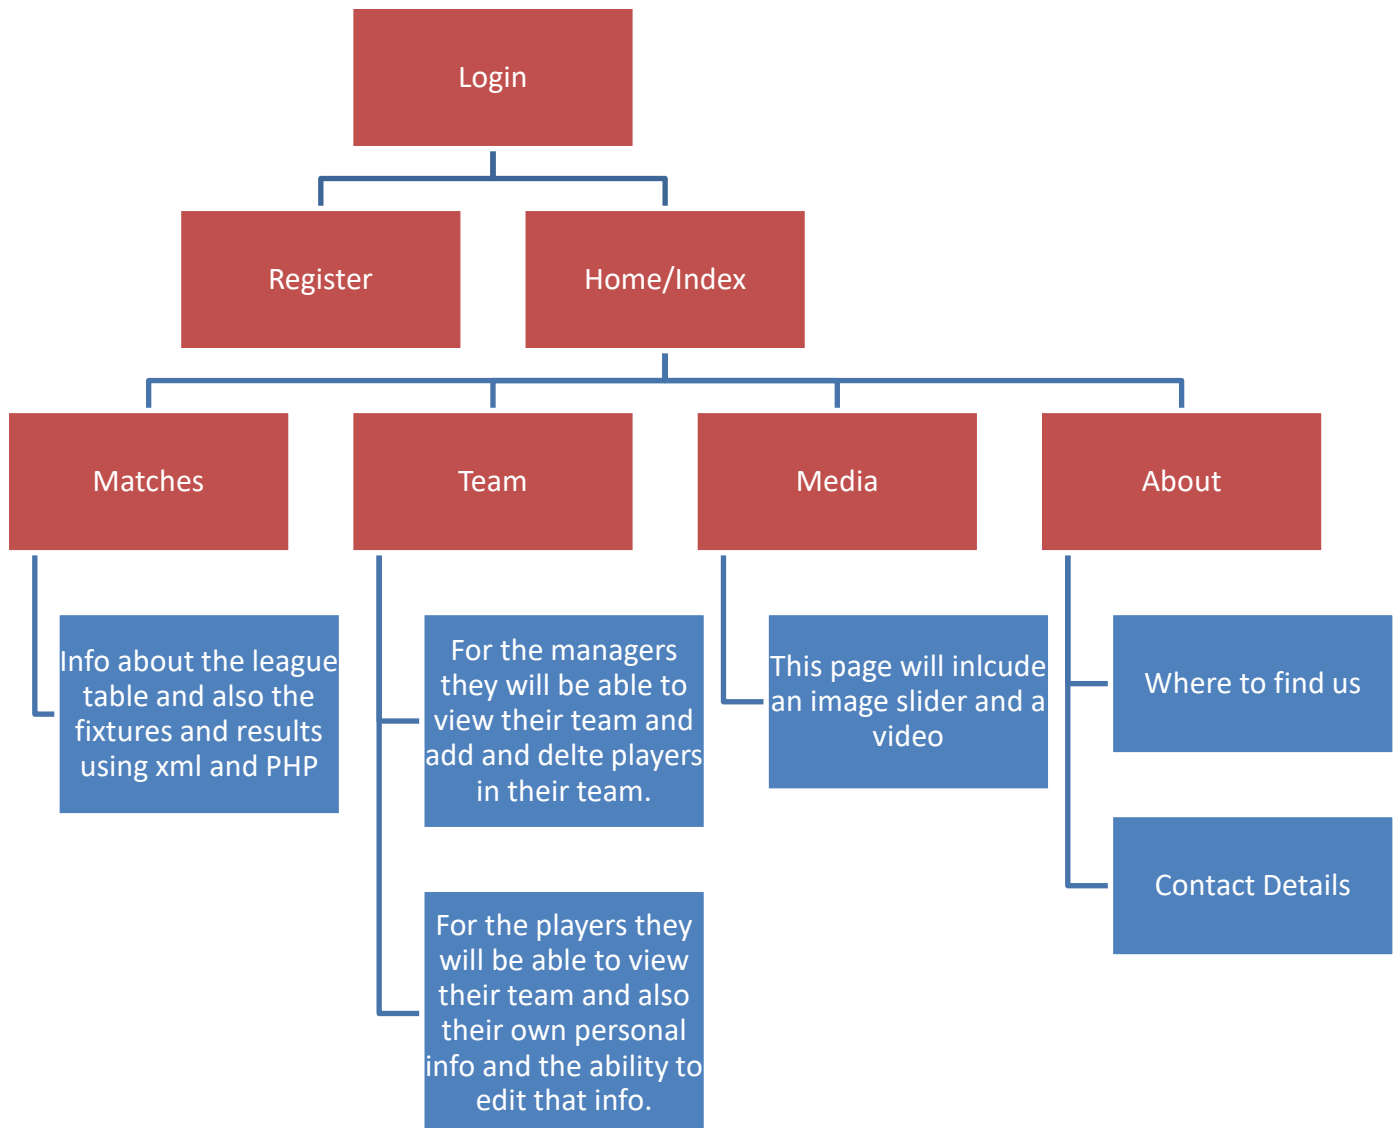 Login
Register
Home/Index
Matches
Team
Media
About
Info about the league
table and also the
fixtures and results
using xml and PHP
For the managers
they will be able to
view their team and
add and delte players
in their team.
For the players they
will be able to view
their team and also
their own personal
info and the ability to
edit that info.
This page will inlcude
an image slider and a
video
Where to find us
Contact Details